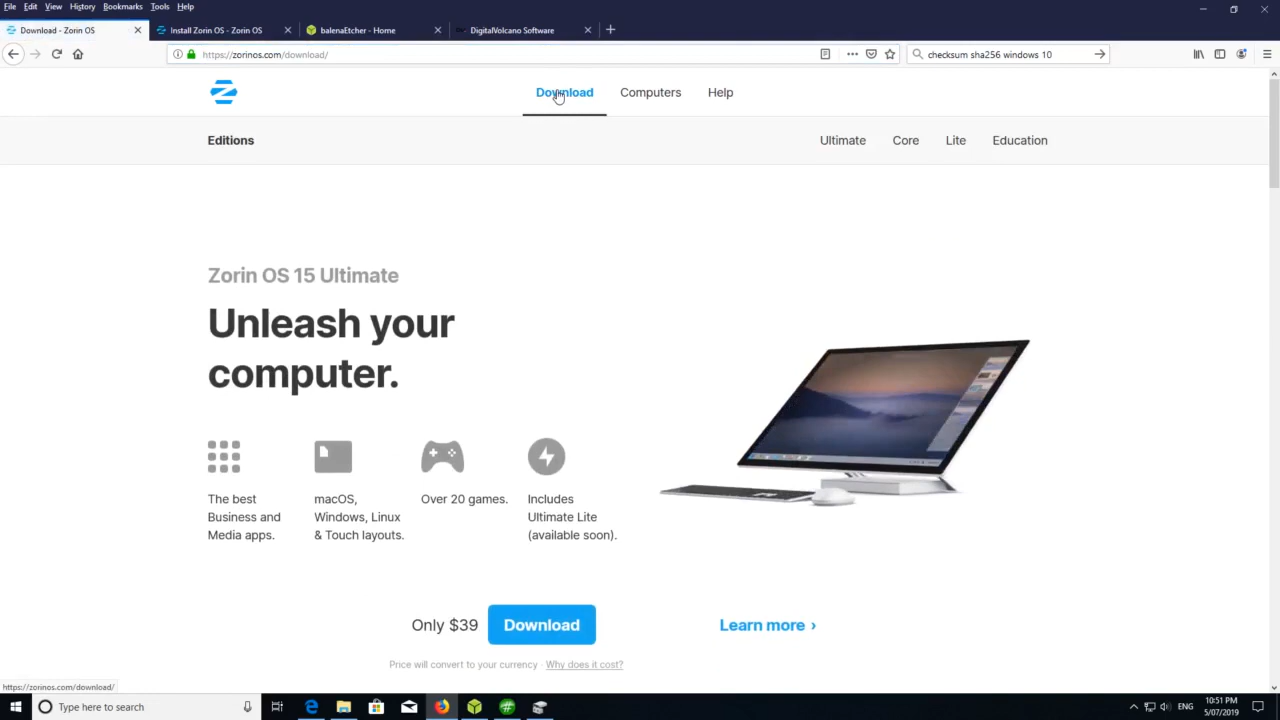 File Edit View History Bookmarks Tools Help
Download - Zorin OS
Install Zorin OS - Zorin OS
balenaEtcher - Home
DigitalVolcano Software
https://zorinos.com/download/
checksum sha256 windows 10
Download Computers Help
Editions
Ultimate Core Lite Education
Zorin OS 15 Ultimate
Unleash your
computer.
The best
Business and
Media apps.
macOS,
Windows, Linux
& Touch layouts.
Over 20 games.
Includes
Ultimate Lite
(available soon).
Only $39 Download
Learn more ›
Price will convert to your currency · Why does it cost?
https://zorinos.com/download/
Type here to search
ENG
10:51 PM
5/07/2019